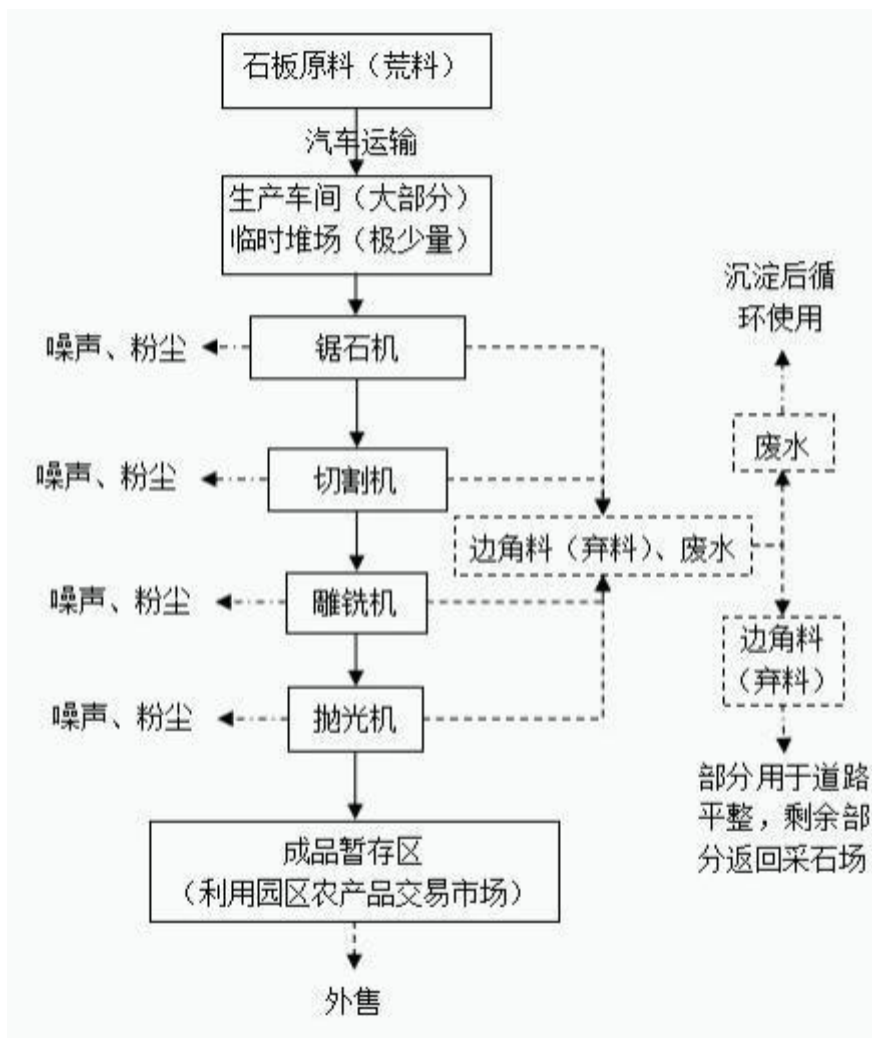 石板原料（荒料）
汽车运输
生产车间（大部分）
临时堆场（极少量）
噪声、粉尘
锯石机
噪声、粉尘
切割机
噪声、粉尘
雕铣机
噪声、粉尘
抛光机
边角料（弃料）、废水
沉淀后循
环使用
废水
边角料
（弃料）
部分用于道路
平整，剩余部
分返回采石场
成品暂存区
（利用园区农产品交易市场）
外售